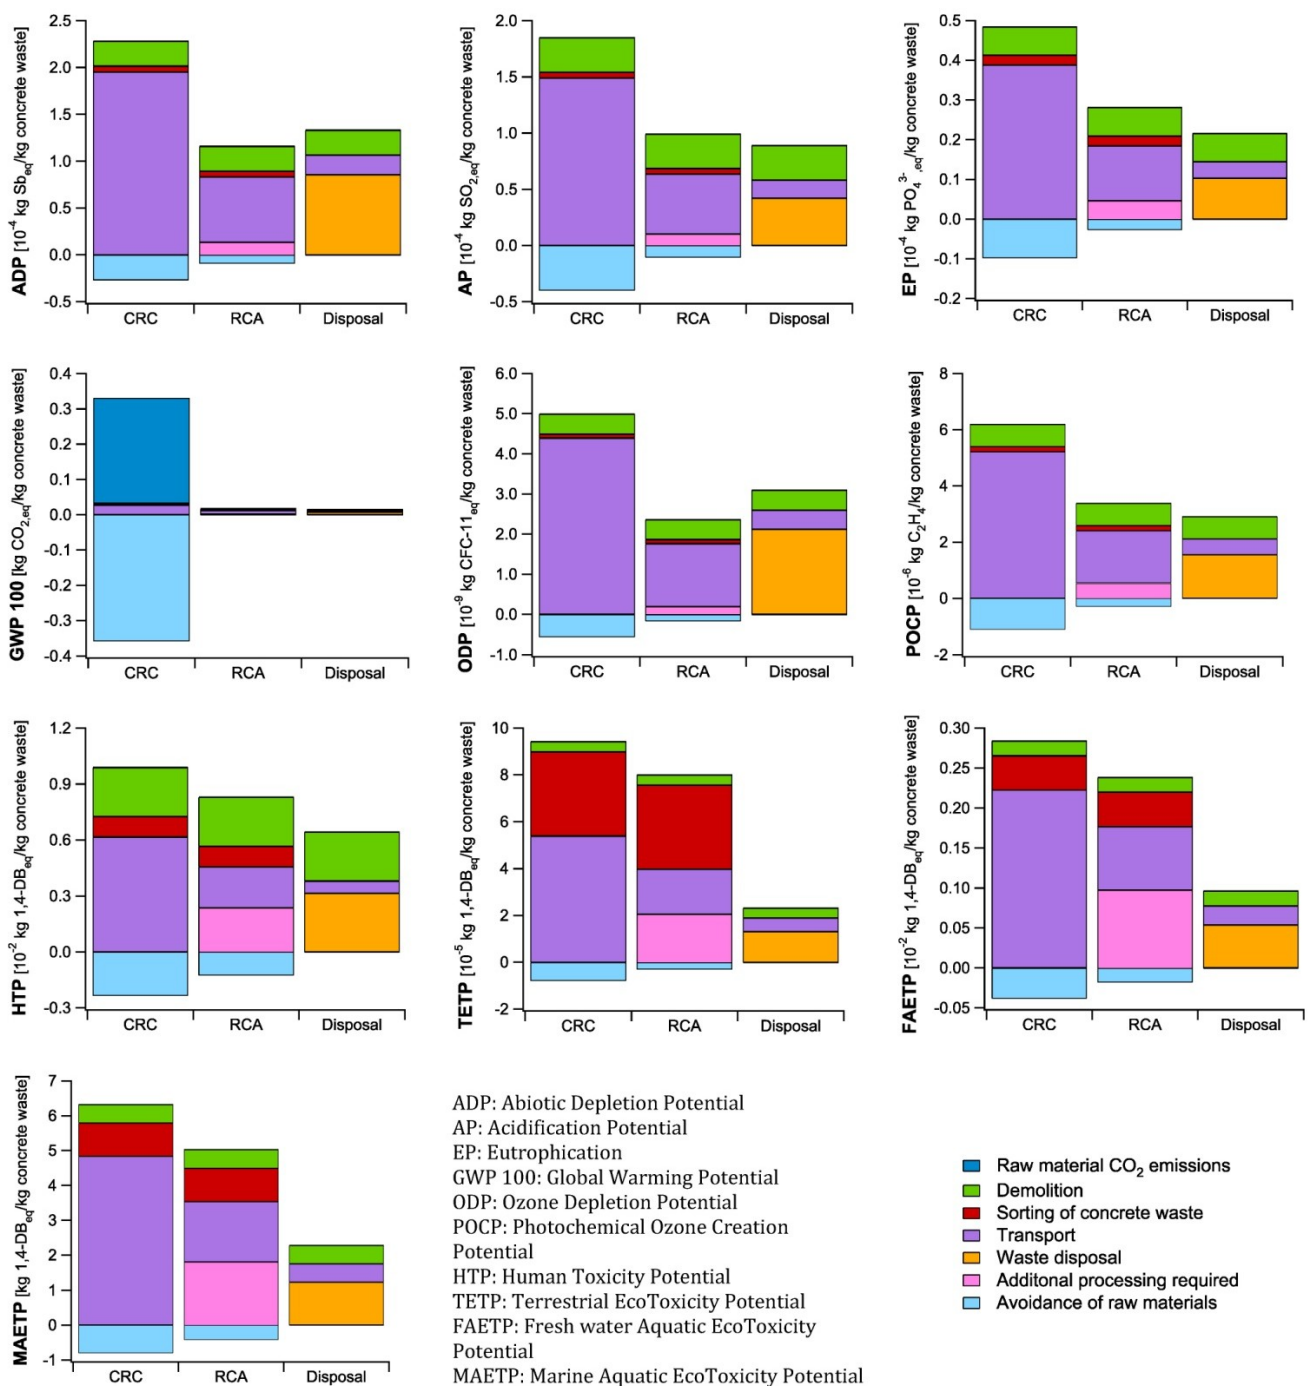 ADP [10⁻⁴ kg Sbeq/kg concrete waste]
2.5
2.0
1.5
1.0
0.5
0.0
-0.5
CRC RCA Disposal
AP [10⁻⁴ kg SO2,eq/kg concrete waste]
2.0
1.5
1.0
0.5
0.0
-0.5
CRC RCA Disposal
EP [10⁻⁴ kg PO₄³⁻,eq/kg concrete waste]
0.5
0.4
0.3
0.2
0.1
0.0
-0.1
-0.2
CRC RCA Disposal
GWP 100 [kg CO2,eq/kg concrete waste]
0.4
0.3
0.2
0.1
0.0
-0.1
-0.2
-0.3
-0.4
CRC RCA Disposal
ODP [10⁻⁹ kg CFC-11eq/kg concrete waste]
6.0
5.0
4.0
3.0
2.0
1.0
0.0
-1.0
CRC RCA Disposal
POCP [10⁻⁶ kg C₂H₄/kg concrete waste]
8
6
4
2
0
-2
CRC RCA Disposal
HTP [10⁻² kg 1,4-DBeq/kg concrete waste]
1.2
0.9
0.6
0.3
0.0
-0.3
CRC RCA Disposal
TETP [10⁻⁵ kg 1,4-DBeq/kg concrete waste]
10
8
6
4
2
0
-2
CRC RCA Disposal
FAETP [10⁻² kg 1,4-DBeq/kg concrete waste]
0.30
0.25
0.20
0.15
0.10
0.05
0.00
-0.05
CRC RCA Disposal
MAETP [kg 1,4-DBeq/kg concrete waste]
7
6
5
4
3
2
1
0
-1
CRC RCA Disposal
ADP: Abiotic Depletion Potential
AP: Acidification Potential
EP: Eutrophication
GWP 100: Global Warming Potential
ODP: Ozone Depletion Potential
POCP: Photochemical Ozone Creation
Potential
HTP: Human Toxicity Potential
TETP: Terrestrial EcoToxicity Potential
FAETP: Fresh water Aquatic EcoToxicity
Potential
MAETP: Marine Aquatic EcoToxicity Potential
Raw material CO₂ emissions
Demolition
Sorting of concrete waste
Transport
Waste disposal
Additonal processing required
Avoidance of raw materials